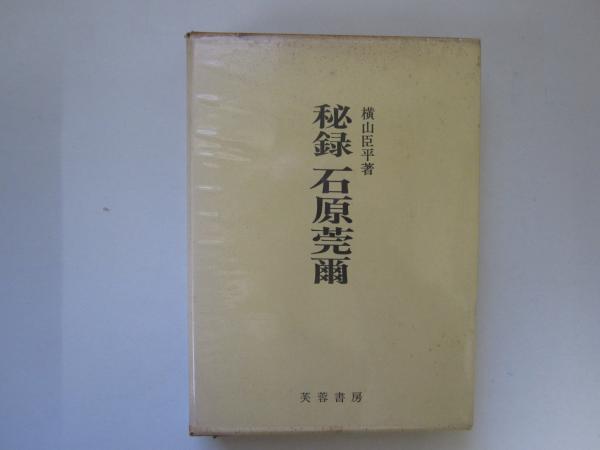 横山臣平著
秘録 石原莞爾
芙蓉書房